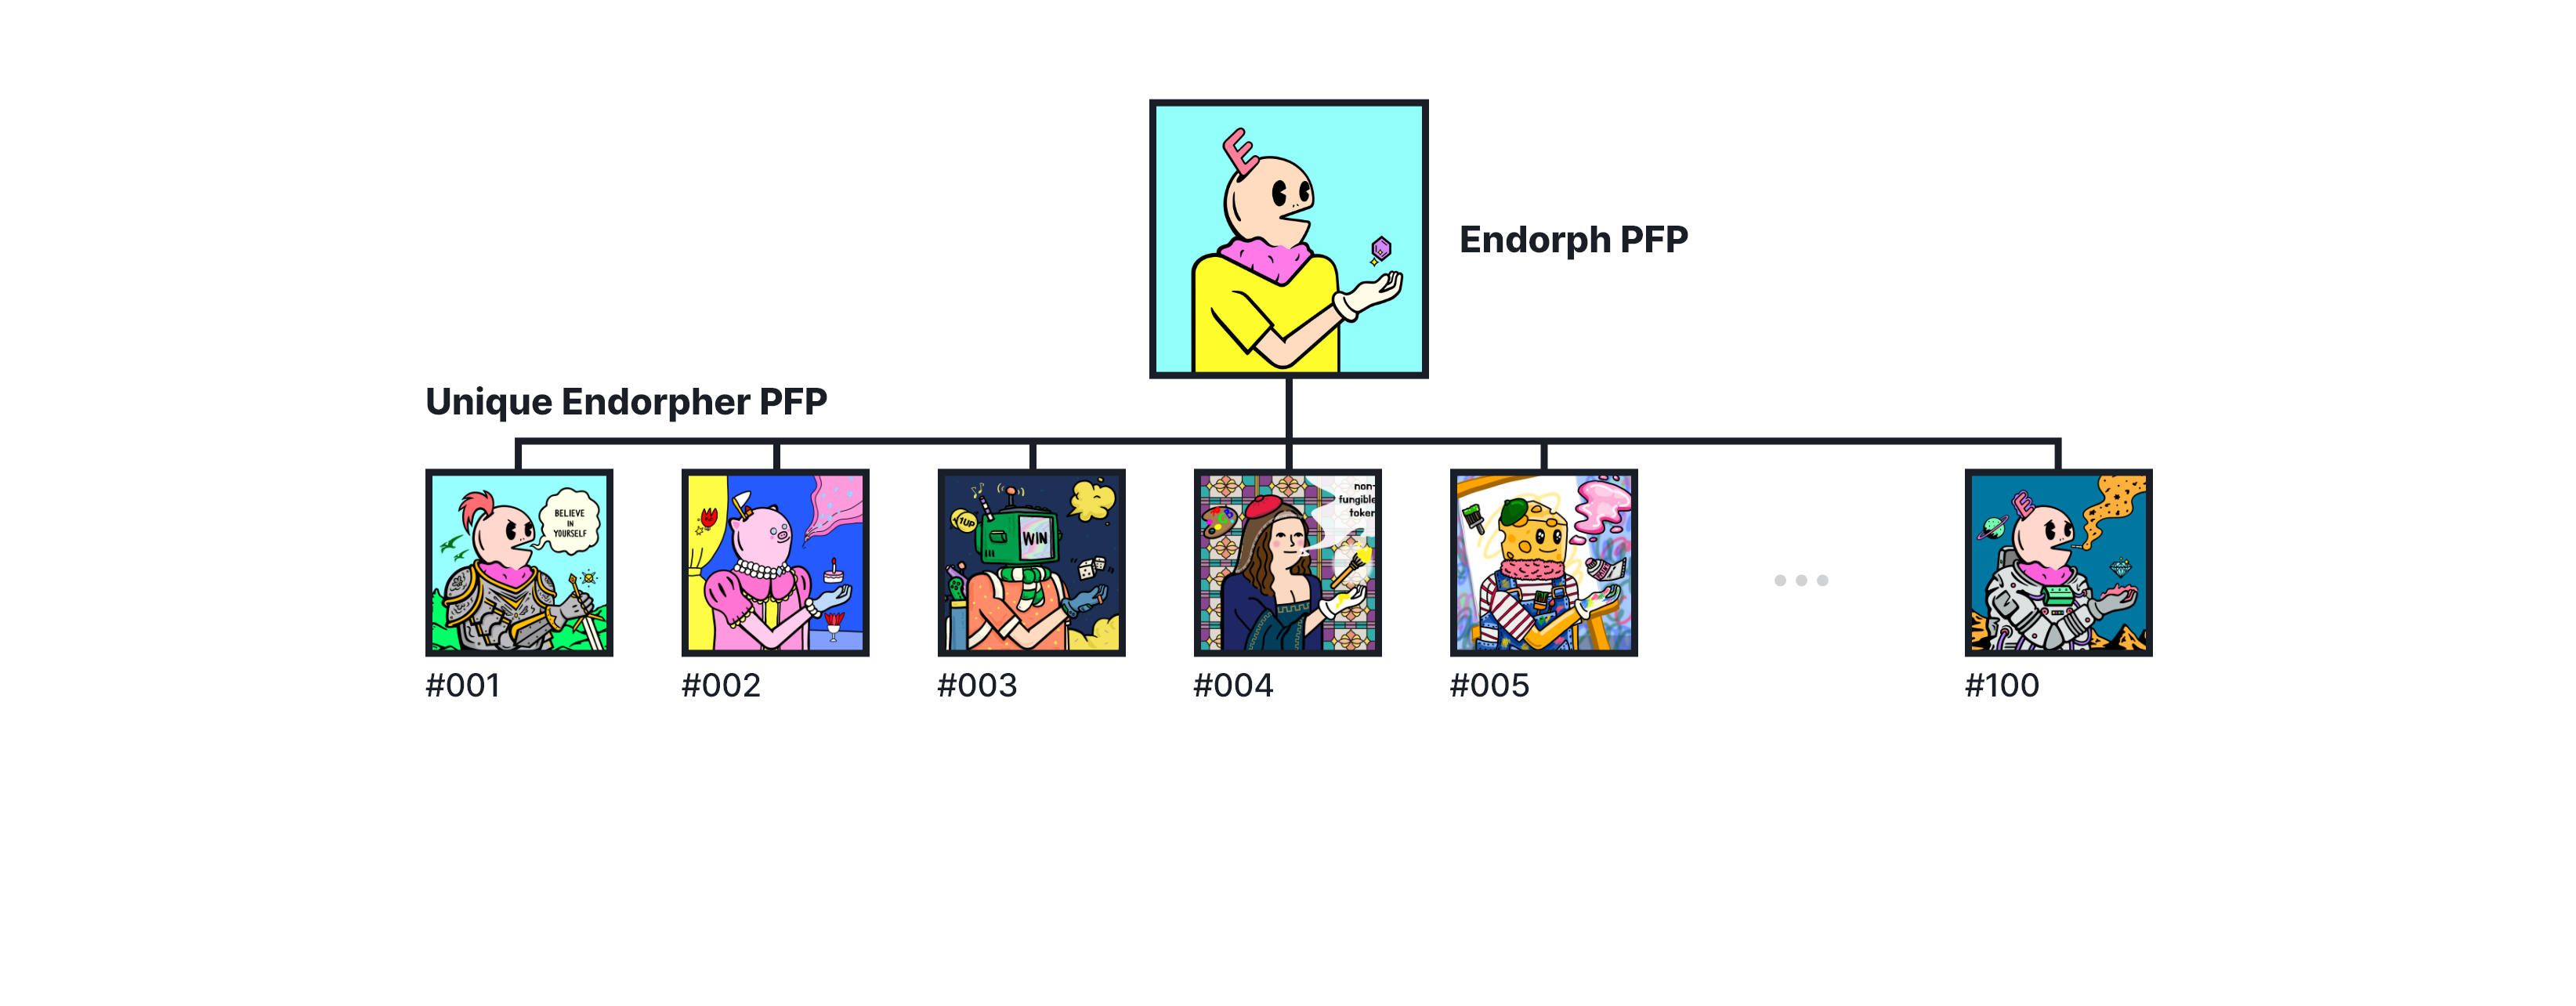 Endorph PFP
Unique Endorpher PFP
1UP
BELIEVE
IN
YOURSELF
WIN
non-
fungible
token
#001
#002
#003
#004
#005
#100